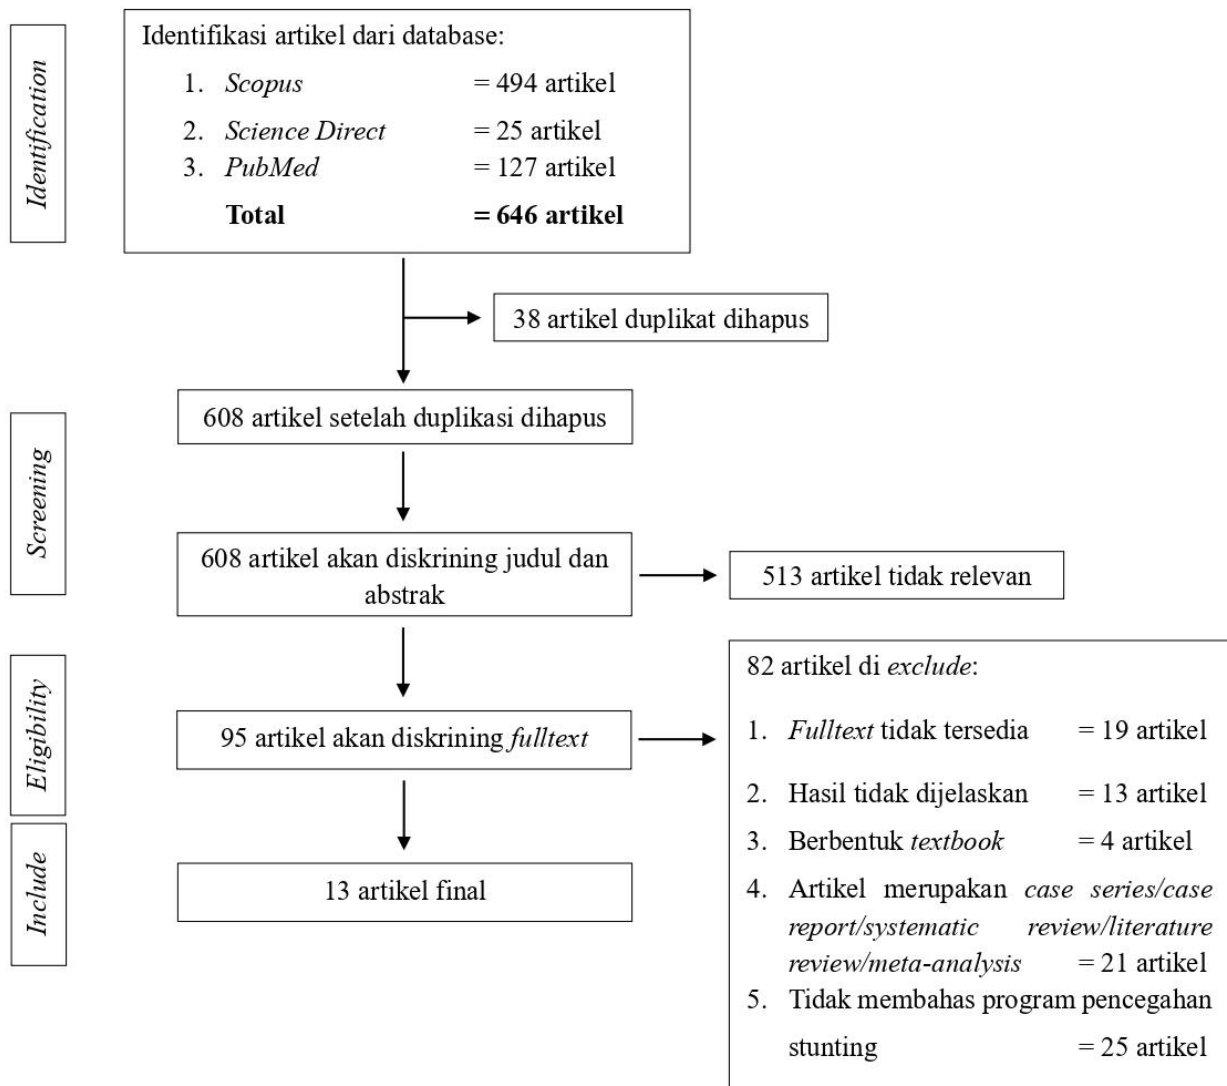 Identification
Identifikasi artikel dari database:
1. Scopus = 494 artikel
2. Science Direct = 25 artikel
3. PubMed = 127 artikel
Total = 646 artikel
38 artikel duplikat dihapus
Screening
608 artikel setelah duplikasi dihapus
608 artikel akan diskrining judul dan
abstrak
513 artikel tidak relevan
Eligibility
95 artikel akan diskrining fulltext
82 artikel di exclude:
1. Fulltext tidak tersedia = 19 artikel
2. Hasil tidak dijelaskan = 13 artikel
3. Berbentuk textbook = 4 artikel
4. Artikel merupakan case series/case
report/systematic review/literature
review/meta-analysis = 21 artikel
5. Tidak membahas program pencegahan
stunting = 25 artikel
Include
13 artikel final